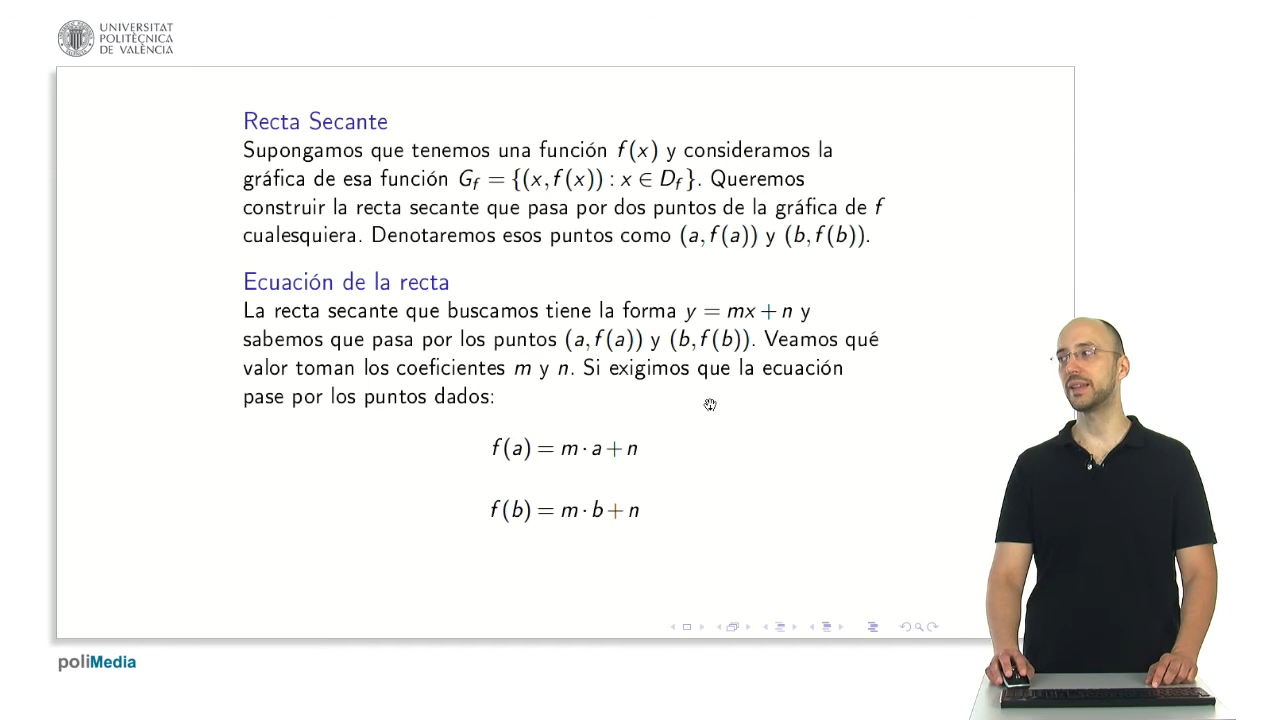 UNIVERSITAT
POLITÈCNICA
DE VALÈNCIA
Recta Secante
Supongamos que tenemos una función f(x) y consideramos la
gráfica de esa función G_f = {(x, f(x)) : x ∈ D_f}. Queremos
construir la recta secante que pasa por dos puntos de la gráfica de f
cualesquiera. Denotaremos esos puntos como (a, f(a)) y (b, f(b)).
Ecuación de la recta
La recta secante que buscamos tiene la forma y = mx + n y
sabemos que pasa por los puntos (a, f(a)) y (b, f(b)). Veamos qué
valor toman los coeficientes m y n. Si exigimos que la ecuación
pase por los puntos dados:
f(a) = m · a + n
f(b) = m · b + n
poliMedia